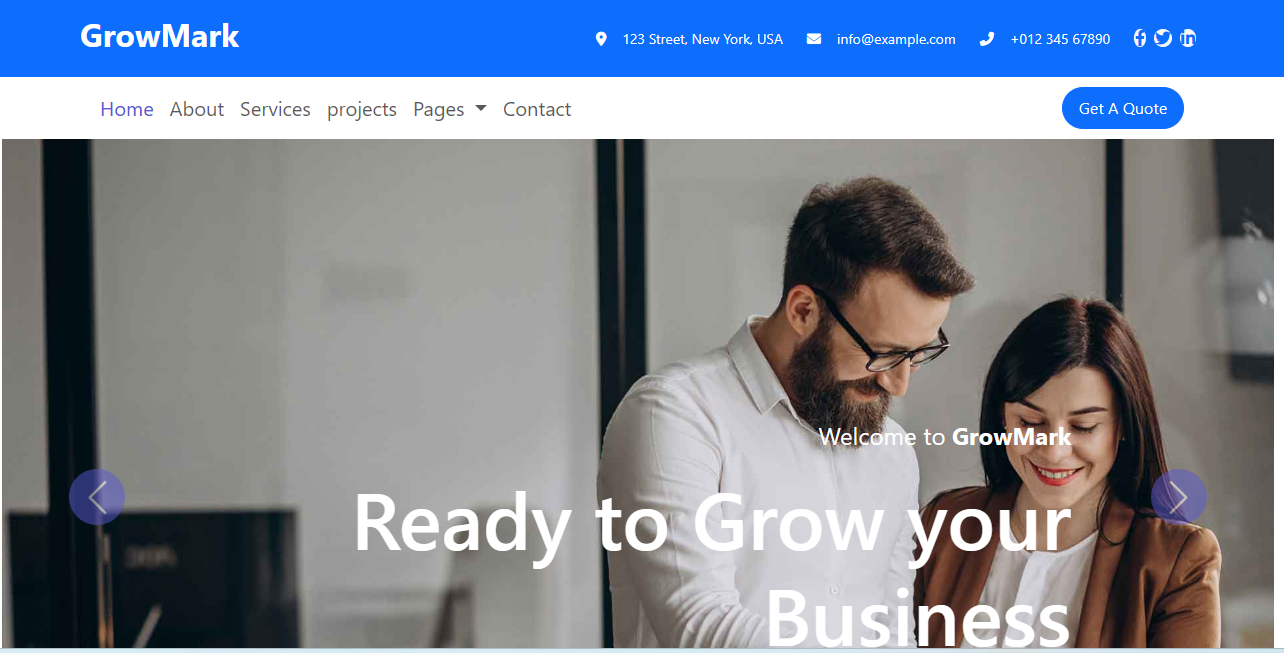 GrowMark
123 Street, New York, USA info@example.com +012 345 67890
Home About Services projects Pages Contact Get A Quote
Welcome to GrowMark
Ready to Grow your
Business